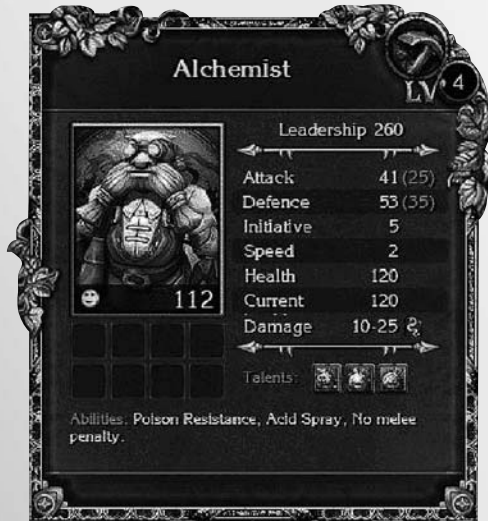 Alchemist
LV 4
Leadership 260
Attack 41 (25)
Defence 53 (35)
Initiative 5
Speed 2
Health 120
Current 120
Damage 10-25
112
Talents:
Abilities: Poison Resistance, Acid Spray, No melee
penalty.